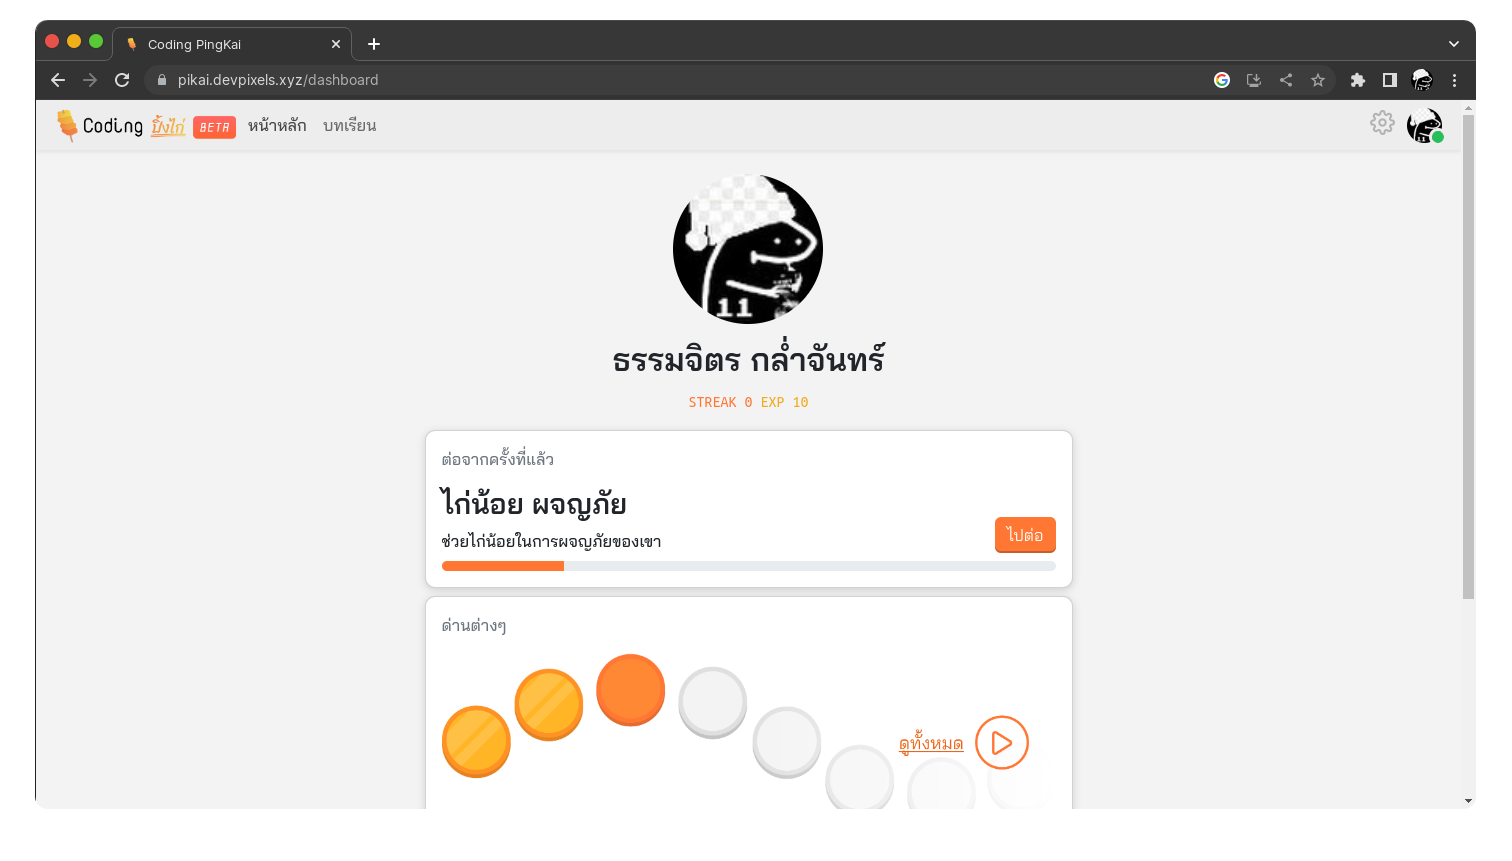 Coding PingKai
pikai.devpixels.xyz/dashboard
Coding ปิ้งไก่ BETA หน้าหลัก บทเรียน
11
ธรรมจิตร กล่ำจันทร์
STREAK 0 EXP 10
ต่อจากครั้งที่แล้ว
ไก่น้อย ผจญภัย
ช่วยไก่น้อยในการผจญภัยของเขา
ไปต่อ
ด่านต่างๆ
ดูทั้งหมด